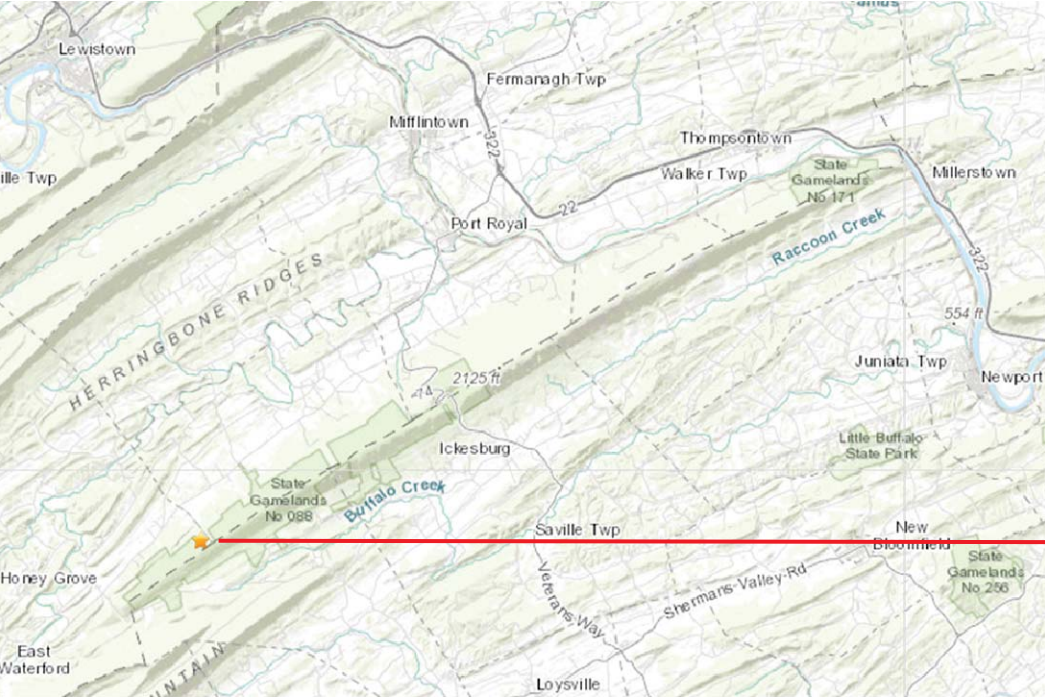 Lewistown
Fermanagh Twp
Mifflintown
322
Thompsontown
Walker Twp
State
Gamelands
No 171
Millerstown
ille Twp
22
Port Royal
Raccoon Creek
322
HERRINGBONE RIDGES
554 ft
Juniata Twp
Newport
2125 ft
74
Ickesburg
Little Buffalo
State Park
State
Gamelands
No 088
Buffalo Creek
Saville Twp
New
Bloomfield
State
Gamelands
No 256
Honey Grove
Veterans Way
Shermans-Valley-Rd
East
Waterford
NTAIN
Loysville